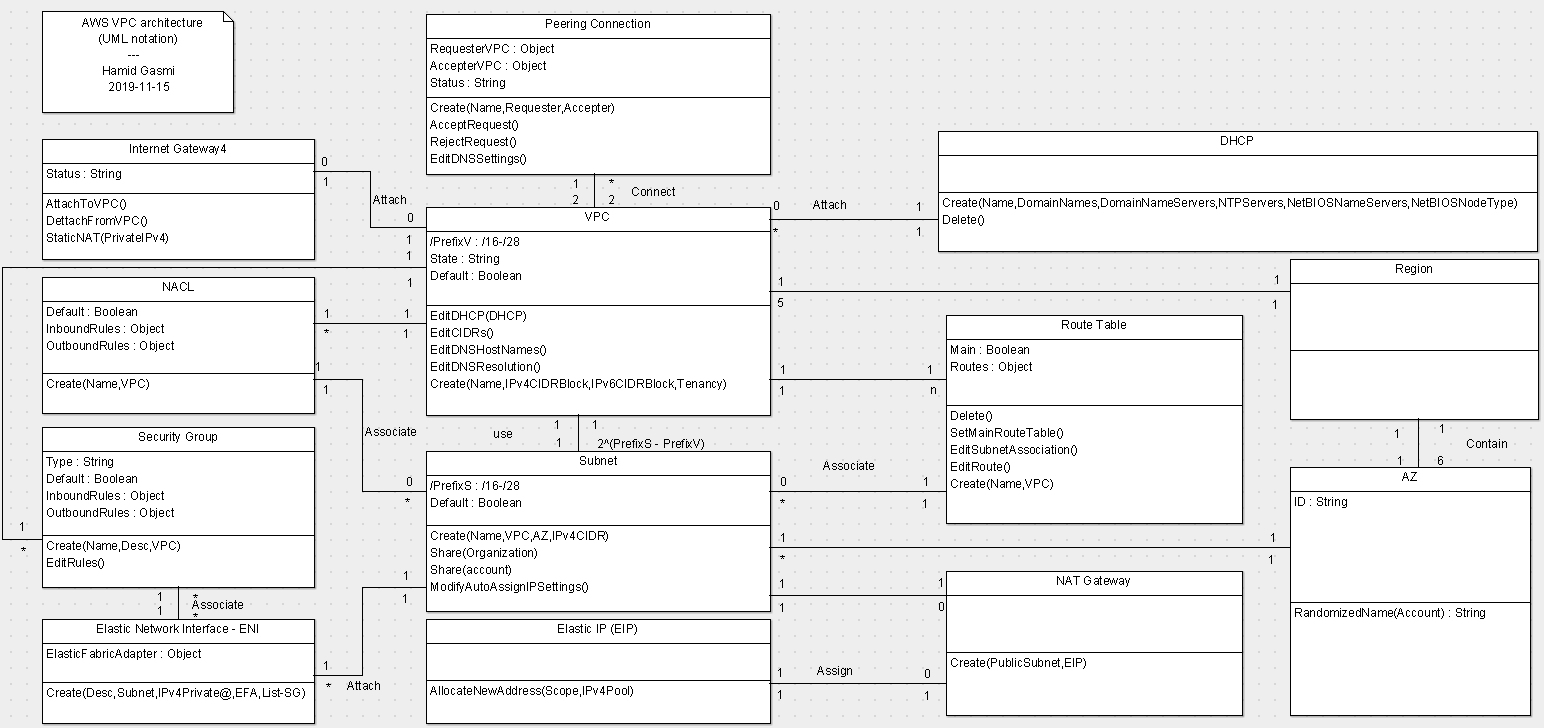 AWS VPC architecture
(UML notation)
---
Hamid Gasmi
2019-11-15
Peering Connection
RequesterVPC : Object
AccepterVPC : Object
Status : String
Create(Name,Requester,Accepter)
AcceptRequest()
RejectRequest()
EditDNSSettings()
1
*
Connect
2
2
Internet Gateway4
Status : String
AttachToVPC()
DettachFromVPC()
StaticNAT(PrivateIPv4)
0
1
Attach
0
1
VPC
/PrefixV : /16-/28
State : String
Default : Boolean
EditDHCP(DHCP)
EditCIDRs()
EditDNSHostNames()
EditDNSResolution()
Create(Name,IPv4CIDRBlock,IPv6CIDRBlock,Tenancy)
0
*
Attach
1
1
DHCP
Create(Name,DomainNames,DomainNameServers,NTPServers,NetBIOSNameServers,NetBIOSNodeType)
Delete()
1
1
NACL
Default : Boolean
InboundRules : Object
OutboundRules : Object
Create(Name,VPC)
1
*
1
1
1
1
Associate
0
*
1
5
1
1
Region
1
1
1
n
Route Table
Main : Boolean
Routes : Object
Delete()
SetMainRouteTable()
EditSubnetAssociation()
EditRoute()
Create(Name,VPC)
1
1
Contain
1
6
AZ
ID : String
RandomizedName(Account) : String
Security Group
Type : String
Default : Boolean
InboundRules : Object
OutboundRules : Object
Create(Name,Desc,VPC)
EditRules()
1
*
use
1
1
1
2^(PrefixS - PrefixV)
Subnet
/PrefixS : /16-/28
Default : Boolean
Create(Name,VPC,AZ,IPv4CIDR)
Share(Organization)
Share(account)
ModifyAutoAssignIPSettings()
0
*
Associate
1
1
1
*
1
1
1
1
1
0
NAT Gateway
Create(PublicSubnet,EIP)
1
*
Associate
1
*
Elastic Network Interface - ENI
ElasticFabricAdapter : Object
Create(Desc,Subnet,IPv4Private@,EFA,List-SG)
1
*
Attach
1
1
Elastic IP (EIP)
AllocateNewAddress(Scope,IPv4Pool)
1
1
Assign
0
1